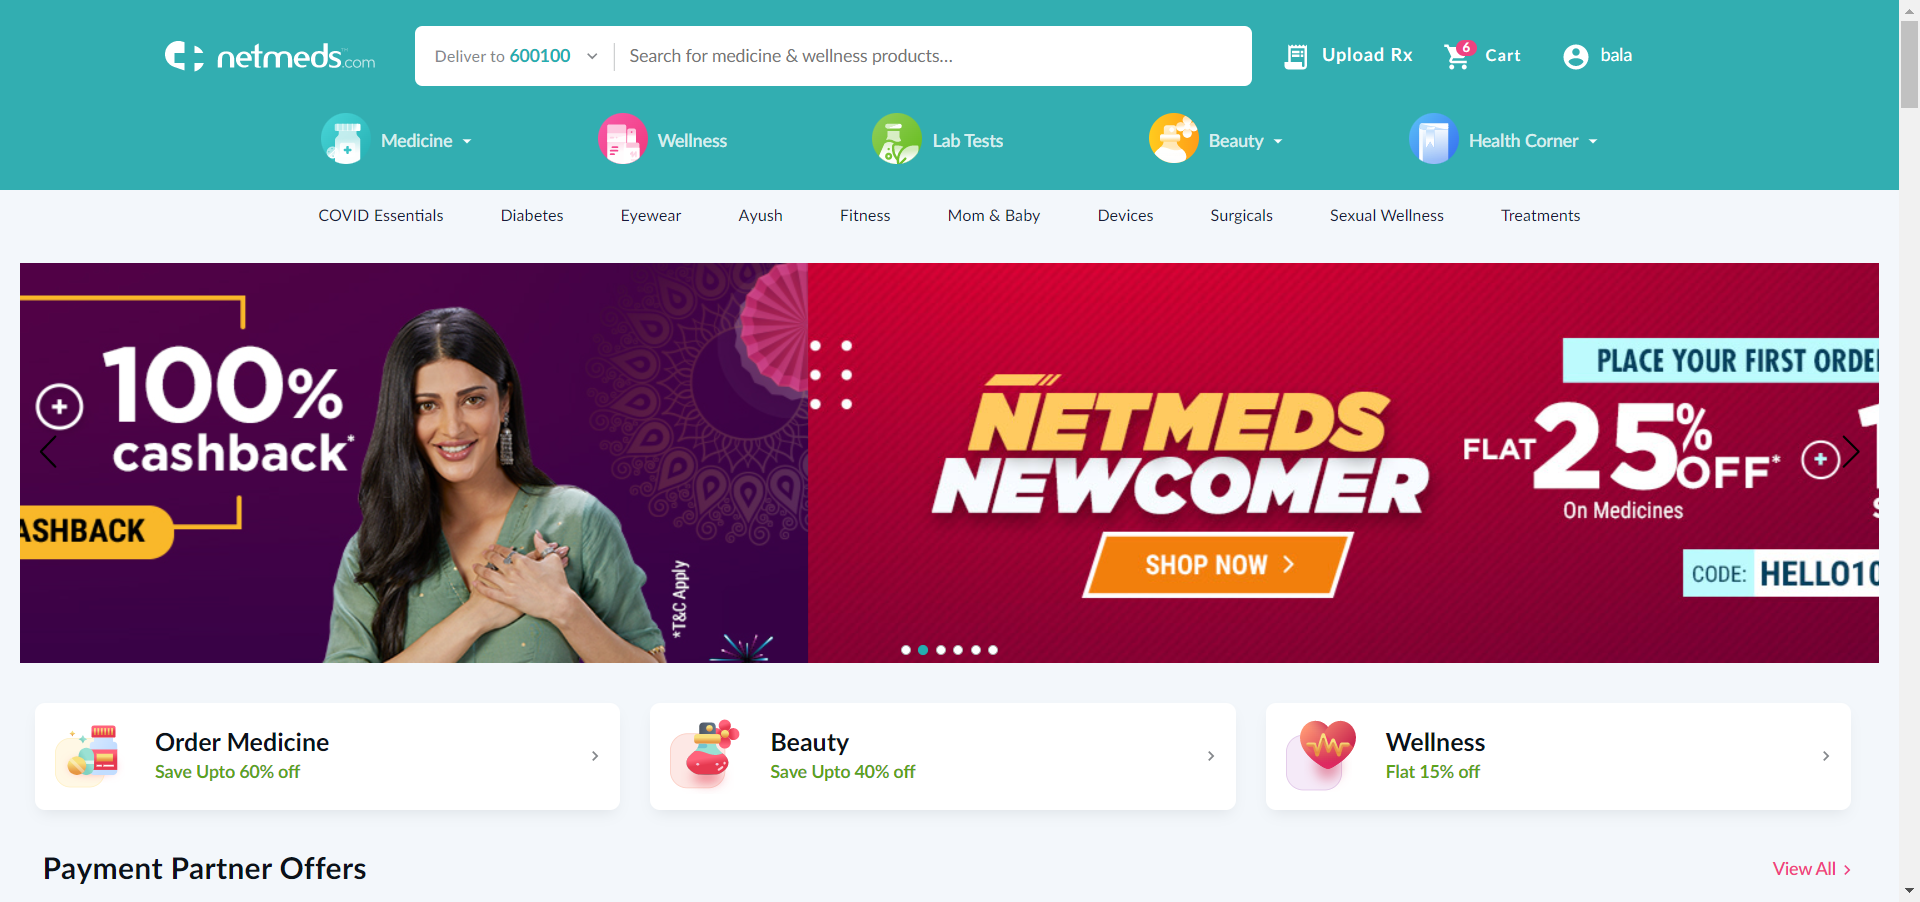 netmeds.com
Deliver to 600100
Search for medicine & wellness products...
Upload Rx
6
Cart
bala
Medicine
Wellness
Lab Tests
Beauty
Health Corner
COVID Essentials
Diabetes
Eyewear
Ayush
Fitness
Mom & Baby
Devices
Surgicals
Sexual Wellness
Treatments
100%
cashback*
ASHBACK
*T&C Apply
NETMEDS
NEWCOMER
SHOP NOW
PLACE YOUR FIRST ORDE
FLAT 25% OFF*
On Medicines
CODE: HELLO10
Order Medicine
Save Upto 60% off
Beauty
Save Upto 40% off
Wellness
Flat 15% off
Payment Partner Offers
View All